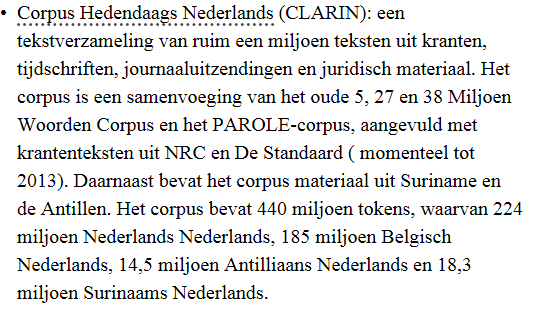 • Corpus Hedendaags Nederlands (CLARIN): een
tekstverzameling van ruim een miljoen teksten uit kranten,
tijdschriften, journaaluitzendingen en juridisch materiaal. Het
corpus is een samenvoeging van het oude 5, 27 en 38 Miljoen
Woorden Corpus en het PAROLE-corpus, aangevuld met
krantenteksten uit NRC en De Standaard ( momenteel tot
2013). Daarnaast bevat het corpus materiaal uit Suriname en
de Antillen. Het corpus bevat 440 miljoen tokens, waarvan 224
miljoen Nederlands Nederlands, 185 miljoen Belgisch
Nederlands, 14,5 miljoen Antilliaans Nederlands en 18,3
miljoen Surinaams Nederlands.